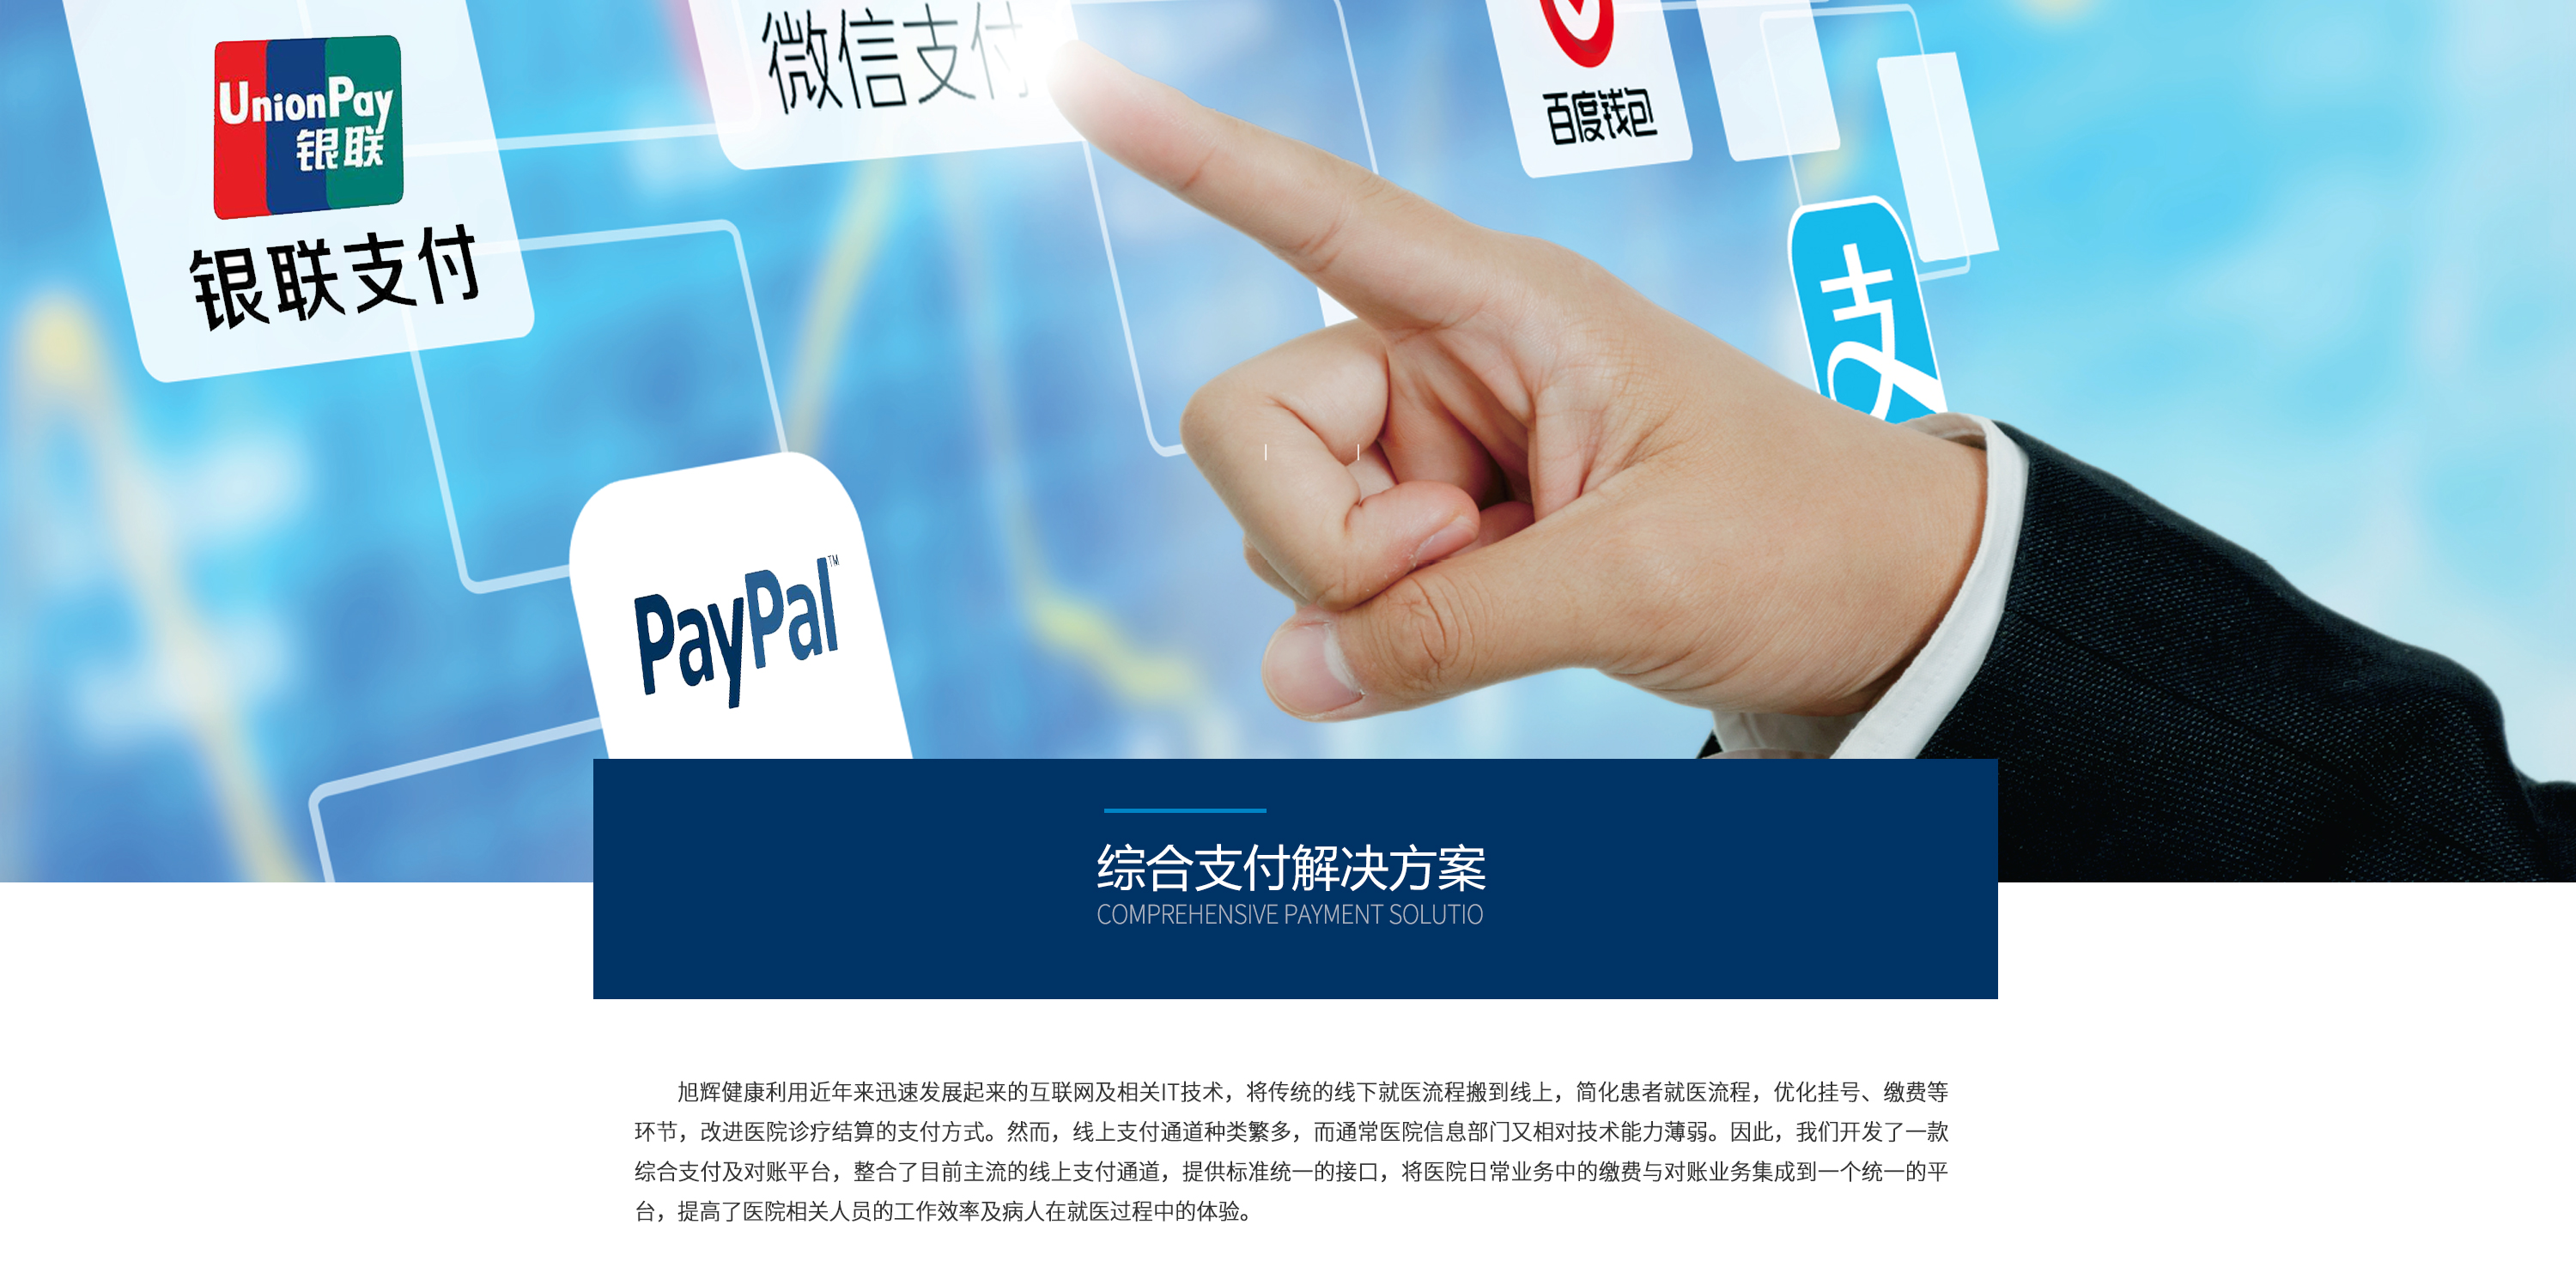 UnionPay
银联
银联支付
微信支付
百度钱包
支
PayPal™
综合支付解决方案
COMPREHENSIVE PAYMENT SOLUTIO
旭辉健康利用近年来迅速发展起来的互联网及相关IT技术，将传统的线下就医流程搬到线上，简化患者就医流程，优化挂号、缴费等
环节，改进医院诊疗结算的支付方式。然而，线上支付通道种类繁多，而通常医院信息部门又相对技术能力薄弱。因此，我们开发了一款
综合支付及对账平台，整合了目前主流的线上支付通道，提供标准统一的接口，将医院日常业务中的缴费与对账业务集成到一个统一的平
台，提高了医院相关人员的工作效率及病人在就医过程中的体验。